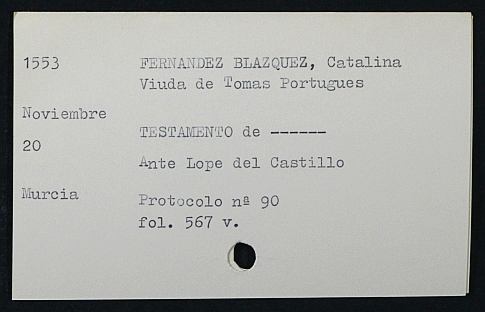 1553 FERNANDEZ BLAZQUEZ, Catalina
Viuda de Tomas Portugues
Noviembre
TESTAMENTO de ------
20
Ante Lope del Castillo
Murcia Protocolo nª 90
fol. 567 v.